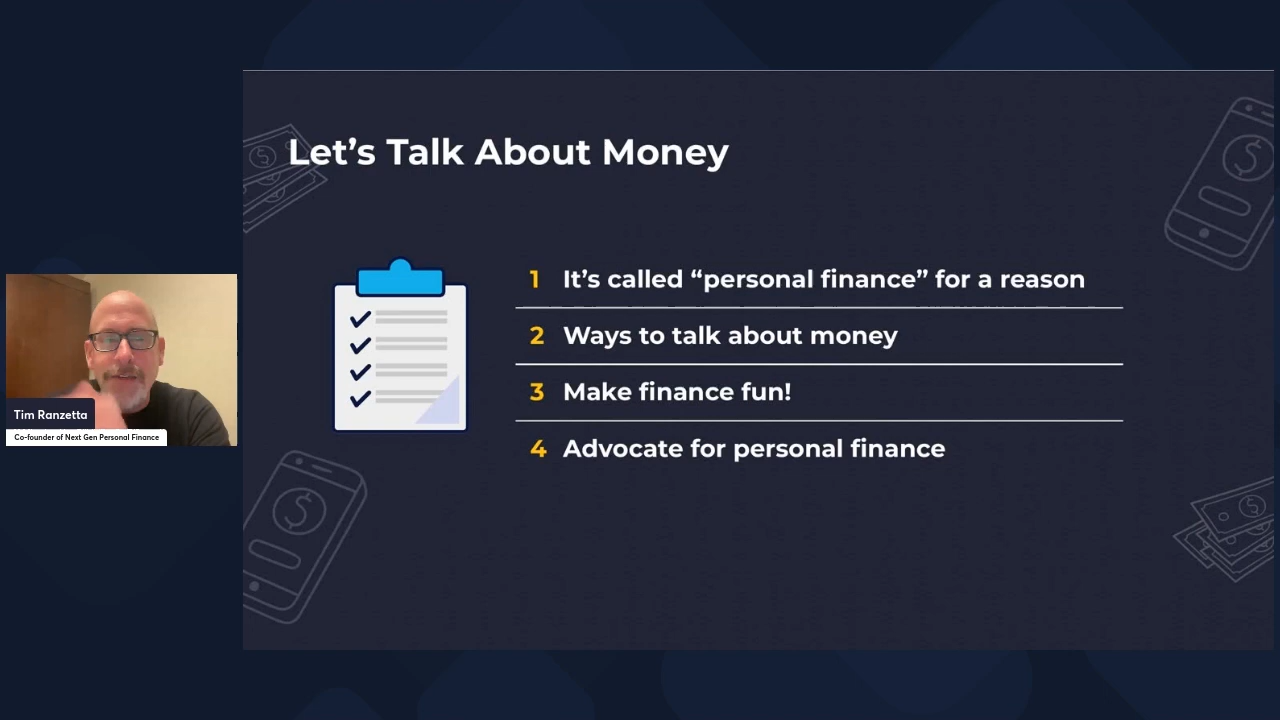 Let’s Talk About Money
1 It’s called “personal finance” for a reason
2 Ways to talk about money
3 Make finance fun!
4 Advocate for personal finance
Tim Ranzetta
Co-founder of Next Gen Personal Finance